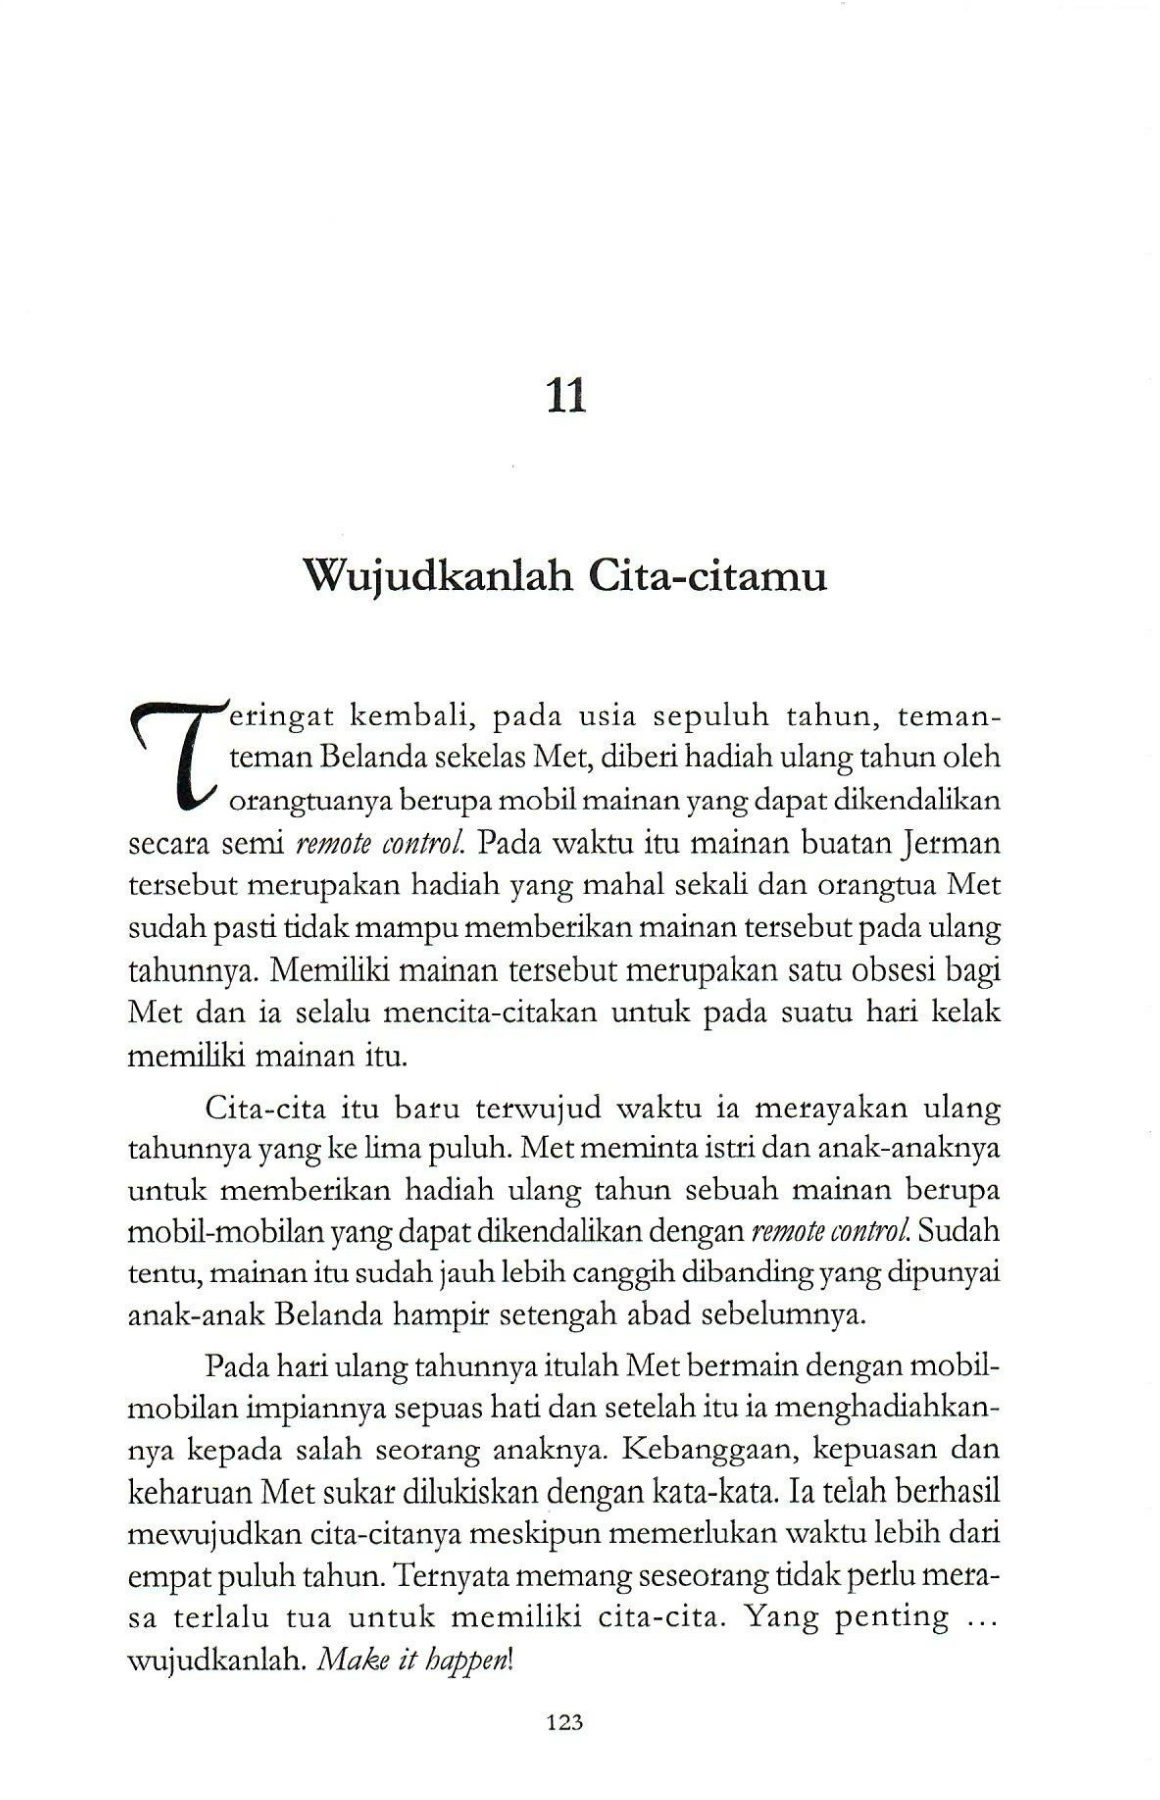 11
Wujudkanlah Cita-citamu
Teringat kembali, pada usia sepuluh tahun, teman-
teman Belanda sekelas Met, diberi hadiah ulang tahun oleh
orangtuanya berupa mobil mainan yang dapat dikendalikan
secara semi remote control. Pada waktu itu mainan buatan Jerman
tersebut merupakan hadiah yang mahal sekali dan orangtua Met
sudah pasti tidak mampu memberikan mainan tersebut pada ulang
tahunnya. Memiliki mainan tersebut merupakan satu obsesi bagi
Met dan ia selalu mencita-citakan untuk pada suatu hari kelak
memiliki mainan itu.
Cita-cita itu baru terwujud waktu ia merayakan ulang
tahunnya yang ke lima puluh. Met meminta istri dan anak-anaknya
untuk memberikan hadiah ulang tahun sebuah mainan berupa
mobil-mobilan yang dapat dikendalikan dengan remote control. Sudah
tentu, mainan itu sudah jauh lebih canggih dibanding yang dipunyai
anak-anak Belanda hampir setengah abad sebelumnya.
Pada hari ulang tahunnya itulah Met bermain dengan mobil-
mobilan impiannya sepuas hati dan setelah itu ia menghadiahkan-
nya kepada salah seorang anaknya. Kebanggaan, kepuasan dan
keharuan Met sukar dilukiskan dengan kata-kata. Ia telah berhasil
mewujudkan cita-citanya meskipun memerlukan waktu lebih dari
empat puluh tahun. Ternyata memang seseorang tidak perlu mera-
sa terlalu tua untuk memiliki cita-cita. Yang penting ...
wujudkanlah. Make it happen!
123